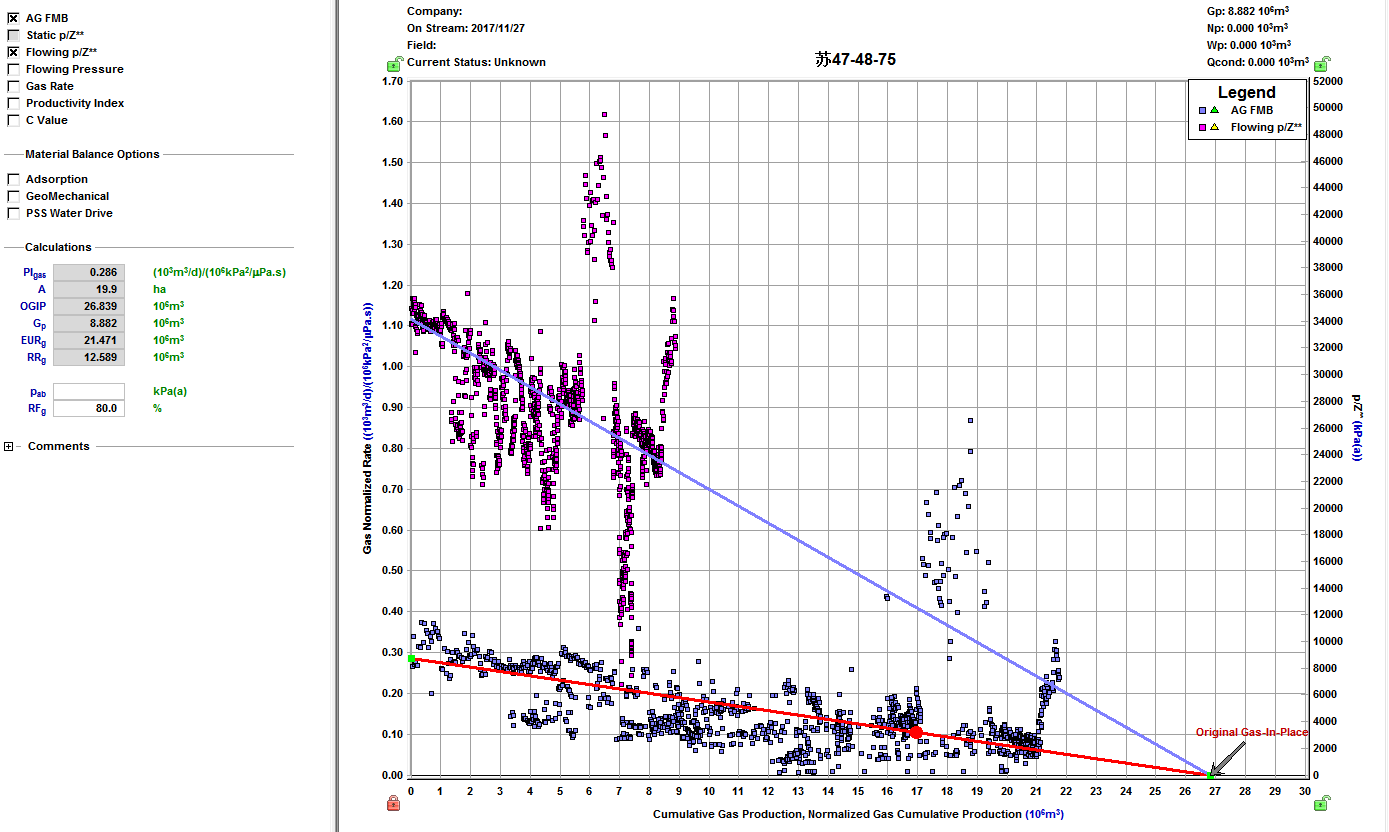 AG FMB
Static p/Z**
Flowing p/Z**
Flowing Pressure
Gas Rate
Productivity Index
C Value
Material Balance Options
Adsorption
GeoMechanical
PSS Water Drive
Calculations
PIgas 0.286 (10³m³/d)/(10⁶kPa²/µPa.s)
A 19.9 ha
OGIP 26.839 10⁶m³
Gp 8.882 10⁶m³
EURg 21.471 10⁶m³
RRg 12.589 10⁶m³
pab kPa(a)
RFg 80.0 %
Comments
Company:
On Stream: 2017/11/27
Field:
Current Status: Unknown
苏47-48-75
Gp: 8.882 10⁶m³
Np: 0.000 10³m³
Wp: 0.000 10³m³
Qcond: 0.000 10³m³
Legend
AG FMB
Flowing p/Z**
Gas Normalized Rate ((10³m³/d)/(10⁶kPa²/µPa.s))
1.70
1.60
1.50
1.40
1.30
1.20
1.10
1.00
0.90
0.80
0.70
0.60
0.50
0.40
0.30
0.20
0.10
0.00
52000
50000
48000
46000
44000
42000
40000
38000
36000
34000
32000
30000
28000
26000
24000
22000
20000
18000
16000
14000
12000
10000
8000
6000
4000
2000
0
p/Z** (kPa(a))
Original Gas-In-Place
0 1 2 3 4 5 6 7 8 9 10 11 12 13 14 15 16 17 18 19 20 21 22 23 24 25 26 27 28 29 30
Cumulative Gas Production, Normalized Gas Cumulative Production (10⁶m³)